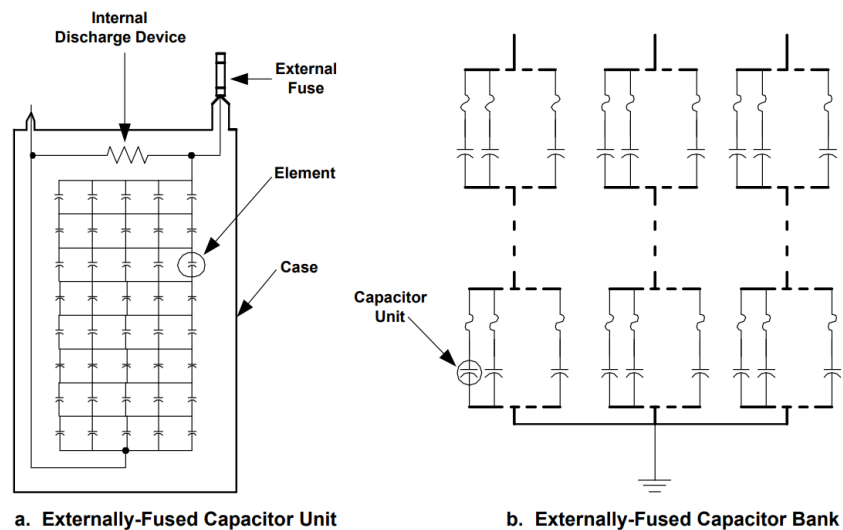 Internal
Discharge Device
External
Fuse
Element
Case
Capacitor
Unit
a. Externally-Fused Capacitor Unit
b. Externally-Fused Capacitor Bank